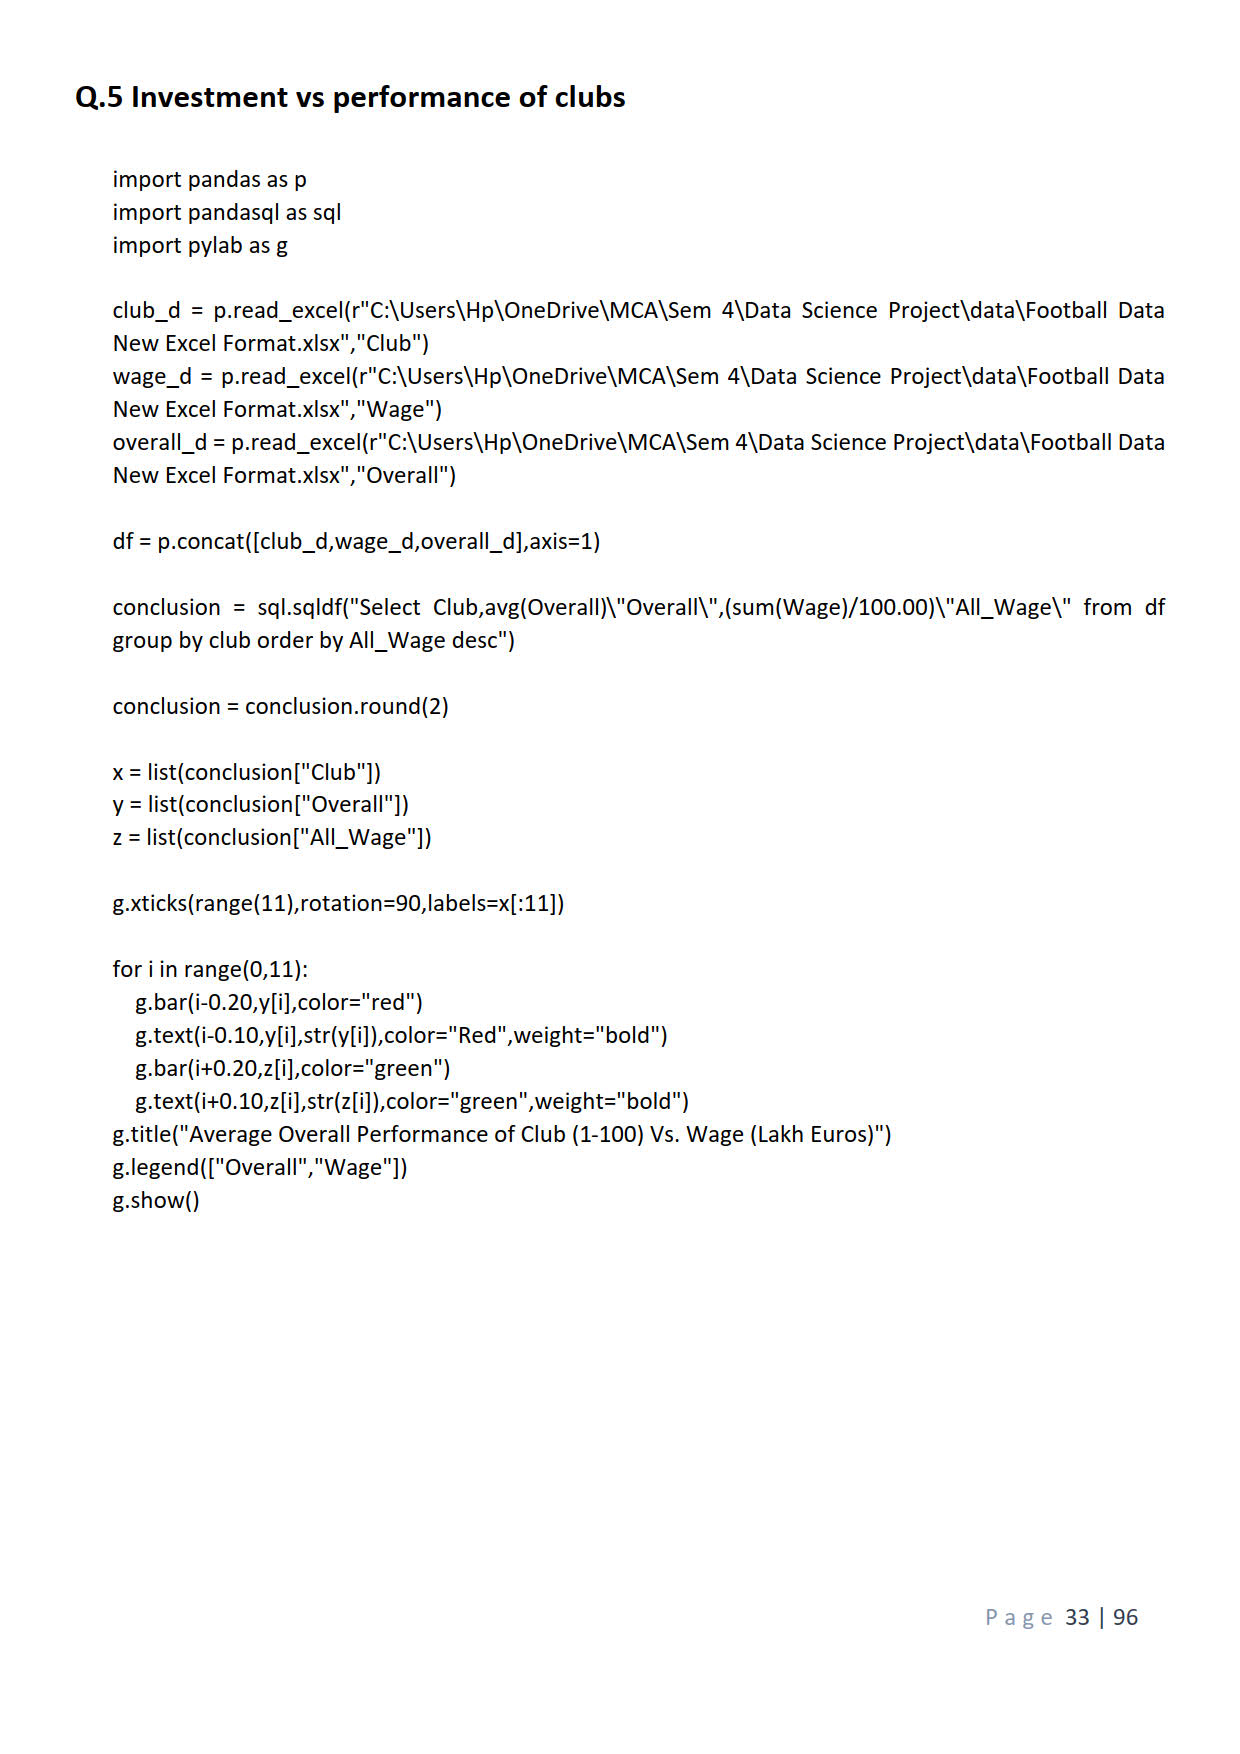 Q.5 Investment vs performance of clubs
import pandas as p
import pandasql as sql
import pylab as g
club_d = p.read_excel(r"C:\Users\Hp\OneDrive\MCA\Sem 4\Data Science Project\data\Football Data
New Excel Format.xlsx","Club")
wage_d = p.read_excel(r"C:\Users\Hp\OneDrive\MCA\Sem 4\Data Science Project\data\Football Data
New Excel Format.xlsx","Wage")
overall_d = p.read_excel(r"C:\Users\Hp\OneDrive\MCA\Sem 4\Data Science Project\data\Football Data
New Excel Format.xlsx","Overall")
df = p.concat([club_d,wage_d,overall_d],axis=1)
conclusion = sql.sqldf("Select Club,avg(Overall)\"Overall\",(sum(Wage)/100.00)\"All_Wage\" from df
group by club order by All_Wage desc")
conclusion = conclusion.round(2)
x = list(conclusion["Club"])
y = list(conclusion["Overall"])
z = list(conclusion["All_Wage"])
g.xticks(range(11),rotation=90,labels=x[:11])
for i in range(0,11):
    g.bar(i-0.20,y[i],color="red")
    g.text(i-0.10,y[i],str(y[i]),color="Red",weight="bold")
    g.bar(i+0.20,z[i],color="green")
    g.text(i+0.10,z[i],str(z[i]),color="green",weight="bold")
g.title("Average Overall Performance of Club (1-100) Vs. Wage (Lakh Euros)")
g.legend(["Overall","Wage"])
g.show()
Page 33 | 96